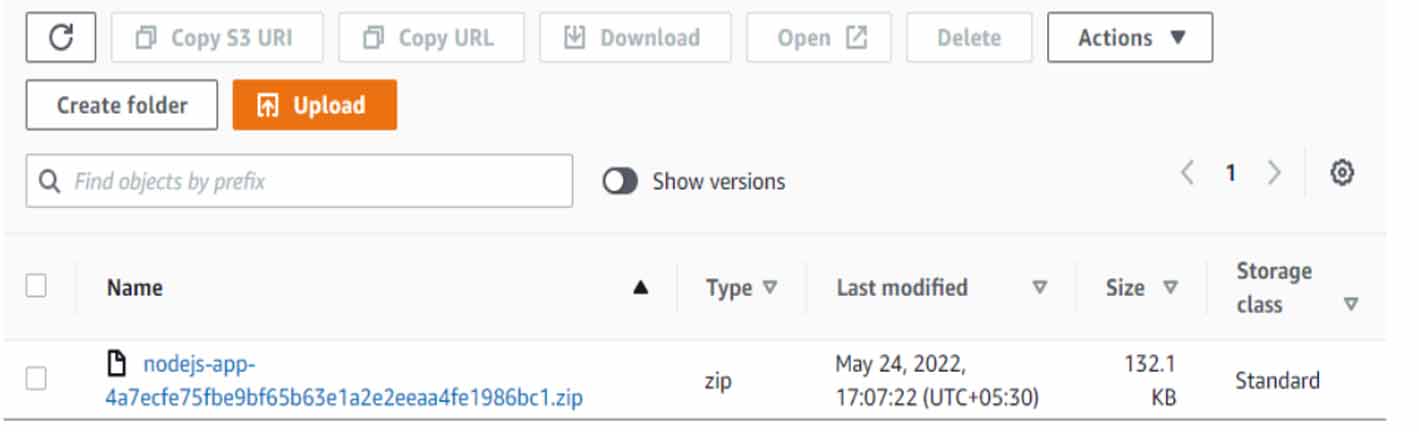 Copy S3 URI Copy URL Download Open Delete Actions
Create folder Upload
Find objects by prefix Show versions 1
Name Type Last modified Size Storage class
nodejs-app-
4a7ecfe75fbe9bf65b63e1a2e2eeaa4fe1986bc1.zip
zip
May 24, 2022,
17:07:22 (UTC+05:30)
132.1
KB
Standard